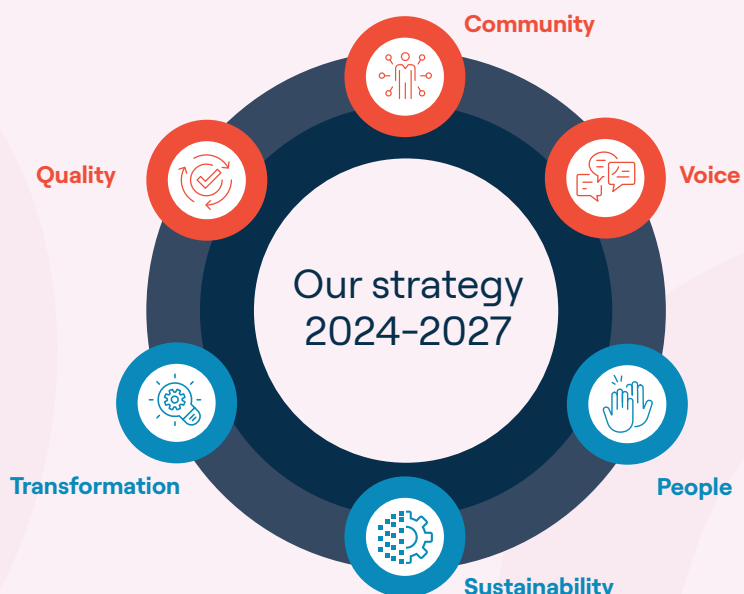 Community
Quality
Voice
Our strategy
2024-2027
Transformation
People
Sustainability